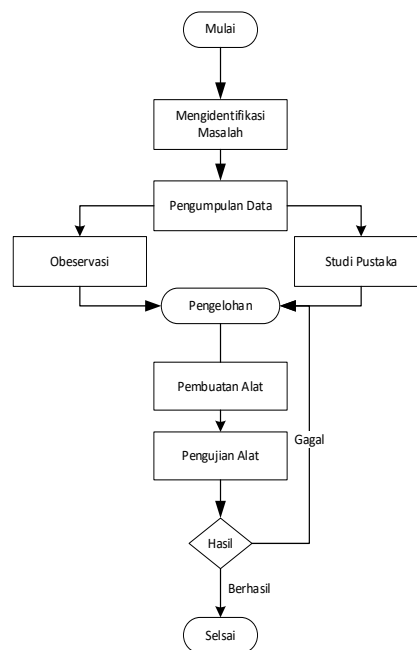 Mulai
Mengidentifikasi
Masalah
Pengumpulan Data
Obeservasi
Studi Pustaka
Pengelohan
Pembuatan Alat
Gagal
Pengujian Alat
Hasil
Berhasil
Selsai